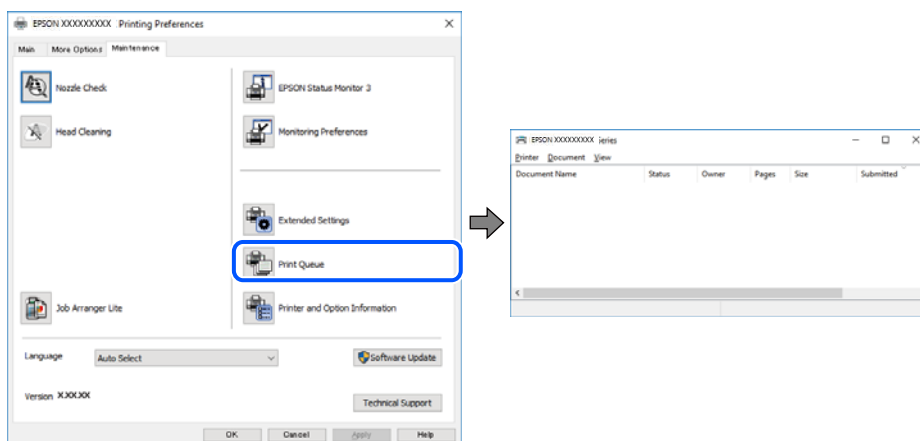 EPSON XXXXXXXXX Printing Preferences
Main More Options Maintenance
Nozzle Check
EPSON Status Monitor 3
Head Cleaning
Monitoring Preferences
Extended Settings
Print Queue
Job Arranger Lite
Printer and Option Information
Language Auto Select Software Update
Version X.XX.XX
Technical Support
OK Cancel Apply Help
EPSON XXXXXXXXX Series
Printer Document View
Document Name Status Owner Pages Size Submitted